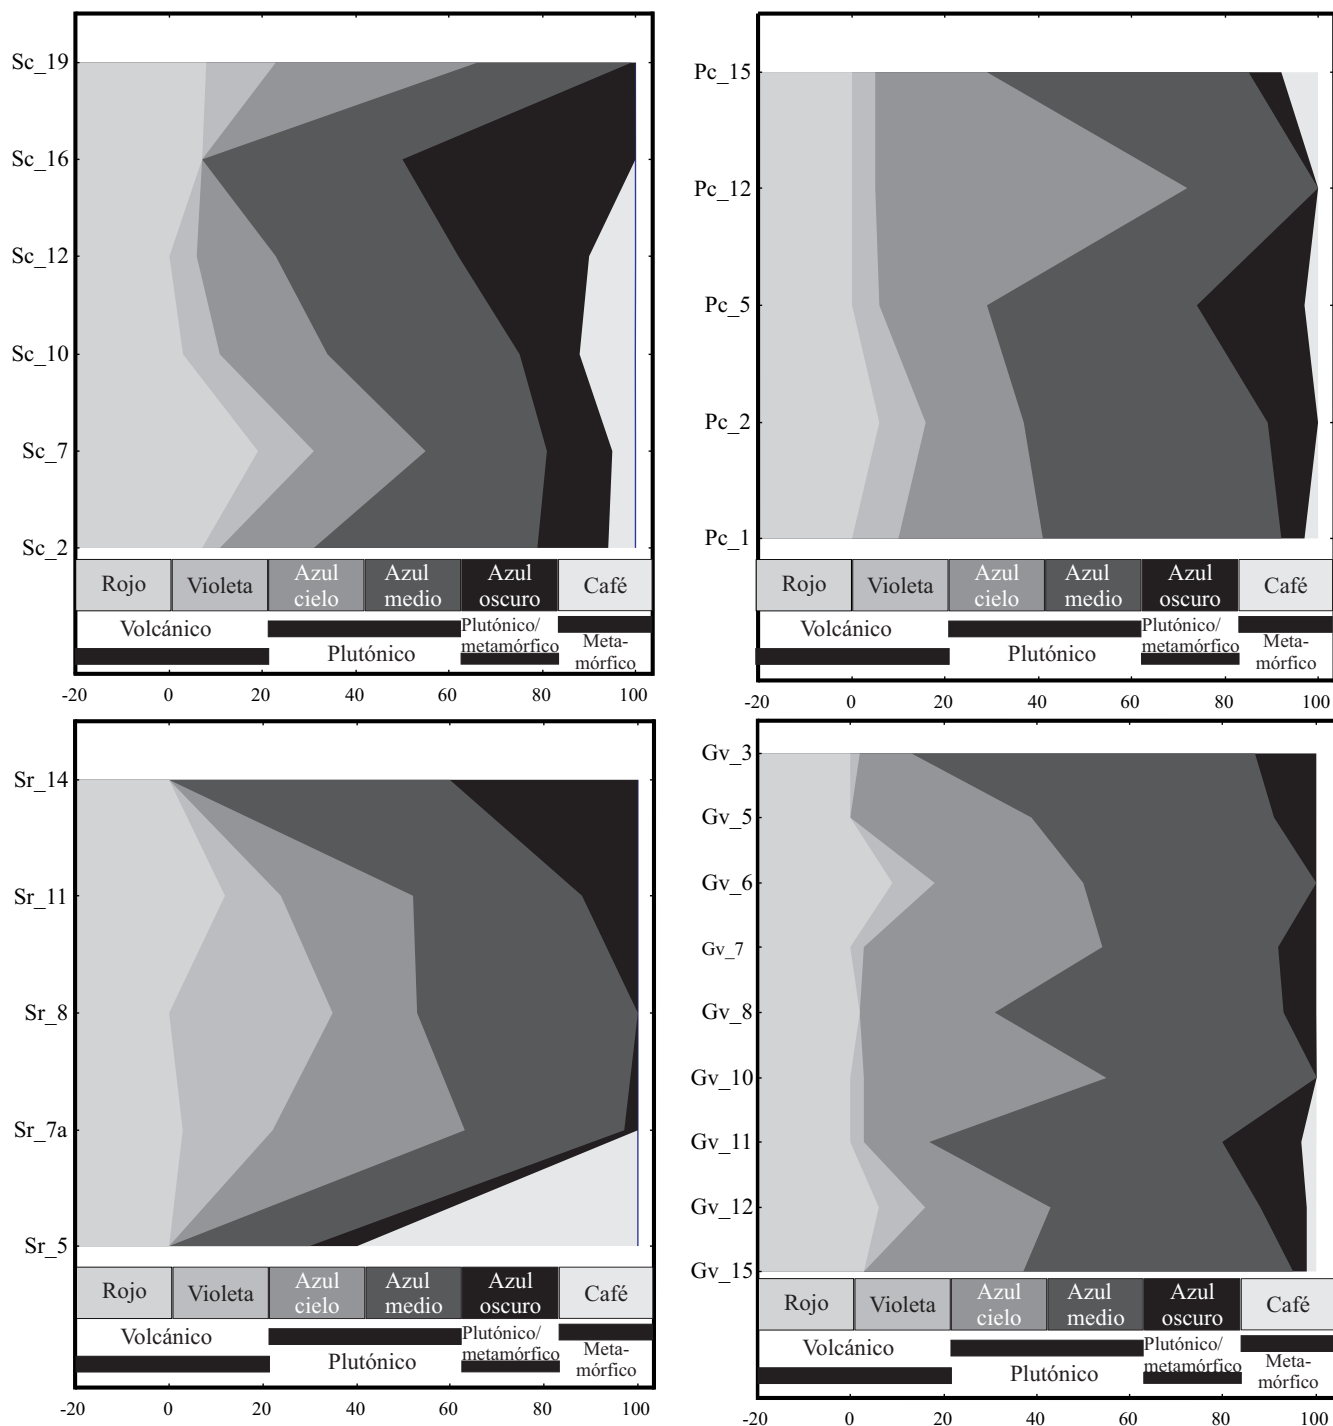 Sc_19
Sc_16
Sc_12
Sc_10
Sc_7
Sc_2
Rojo Violeta Azul cielo Azul medio Azul oscuro Café
Volcánico Plutónico Plutónico/metamórfico Meta-mórfico
-20 0 20 40 60 80 100
Pc_15
Pc_12
Pc_5
Pc_2
Pc_1
Rojo Violeta Azul cielo Azul medio Azul oscuro Café
Volcánico Plutónico Plutónico/metamórfico Meta-mórfico
-20 0 20 40 60 80 100
Sr_14
Sr_11
Sr_8
Sr_7a
Sr_5
Rojo Violeta Azul cielo Azul medio Azul oscuro Café
Volcánico Plutónico Plutónico/metamórfico Meta-mórfico
-20 0 20 40 60 80 100
Gv_3
Gv_5
Gv_6
Gv_7
Gv_8
Gv_10
Gv_11
Gv_12
Gv_15
Rojo Violeta Azul cielo Azul medio Azul oscuro Café
Volcánico Plutónico Plutónico/metamórfico Meta-mórfico
-20 0 20 40 60 80 100